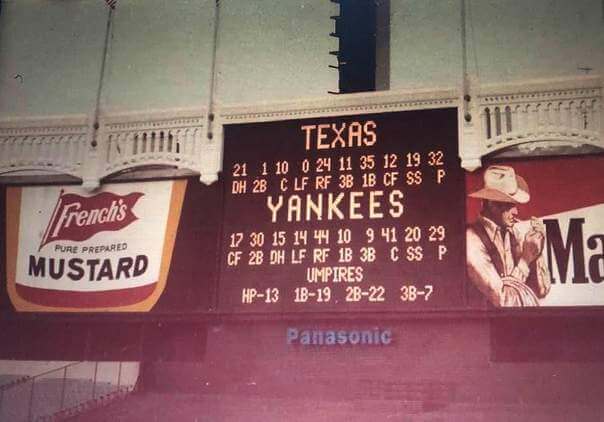 TEXAS
21 1 10 0 24 11 35 12 19 32
DH 2B C LF RF 3B 1B CF SS P
YANKEES
17 30 15 14 44 10 9 41 20 29
CF 2B DH LF RF 1B 3B C SS P
UMPIRES
HP-13 1B-19 2B-22 3B-7
Panasonic
French's
PURE PREPARED
MUSTARD
Ma